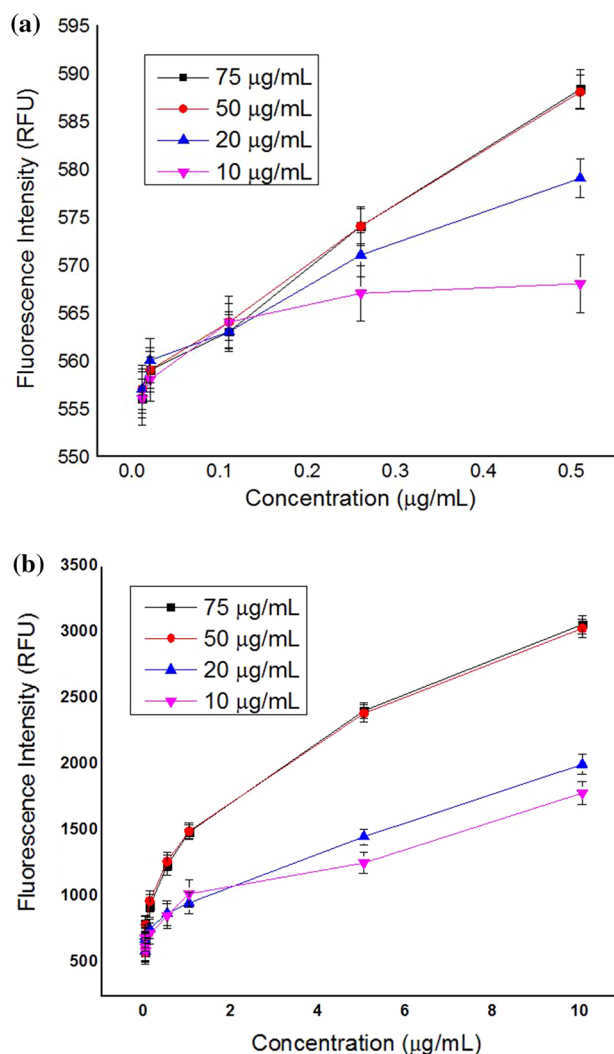 (a)
595
590
585
580
575
570
565
560
555
550
Fluorescence Intensity (RFU)
75 μg/mL
50 μg/mL
20 μg/mL
10 μg/mL
0.0 0.1 0.2 0.3 0.4 0.5
Concentration (μg/mL)
(b)
3500
3000
2500
2000
1500
1000
500
Fluorescence Intensity (RFU)
75 μg/mL
50 μg/mL
20 μg/mL
10 μg/mL
0 2 4 6 8 10
Concentration (μg/mL)